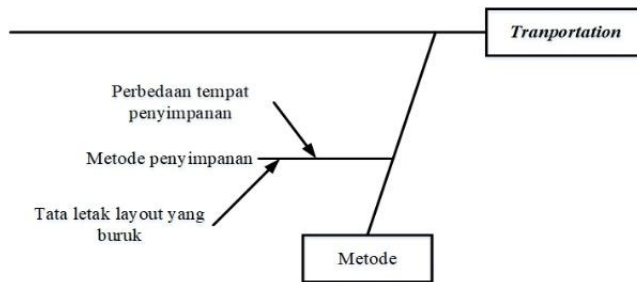 Tranportation
Perbedaan tempat
penyimpanan
Metode penyimpanan
Tata letak layout yang
buruk
Metode